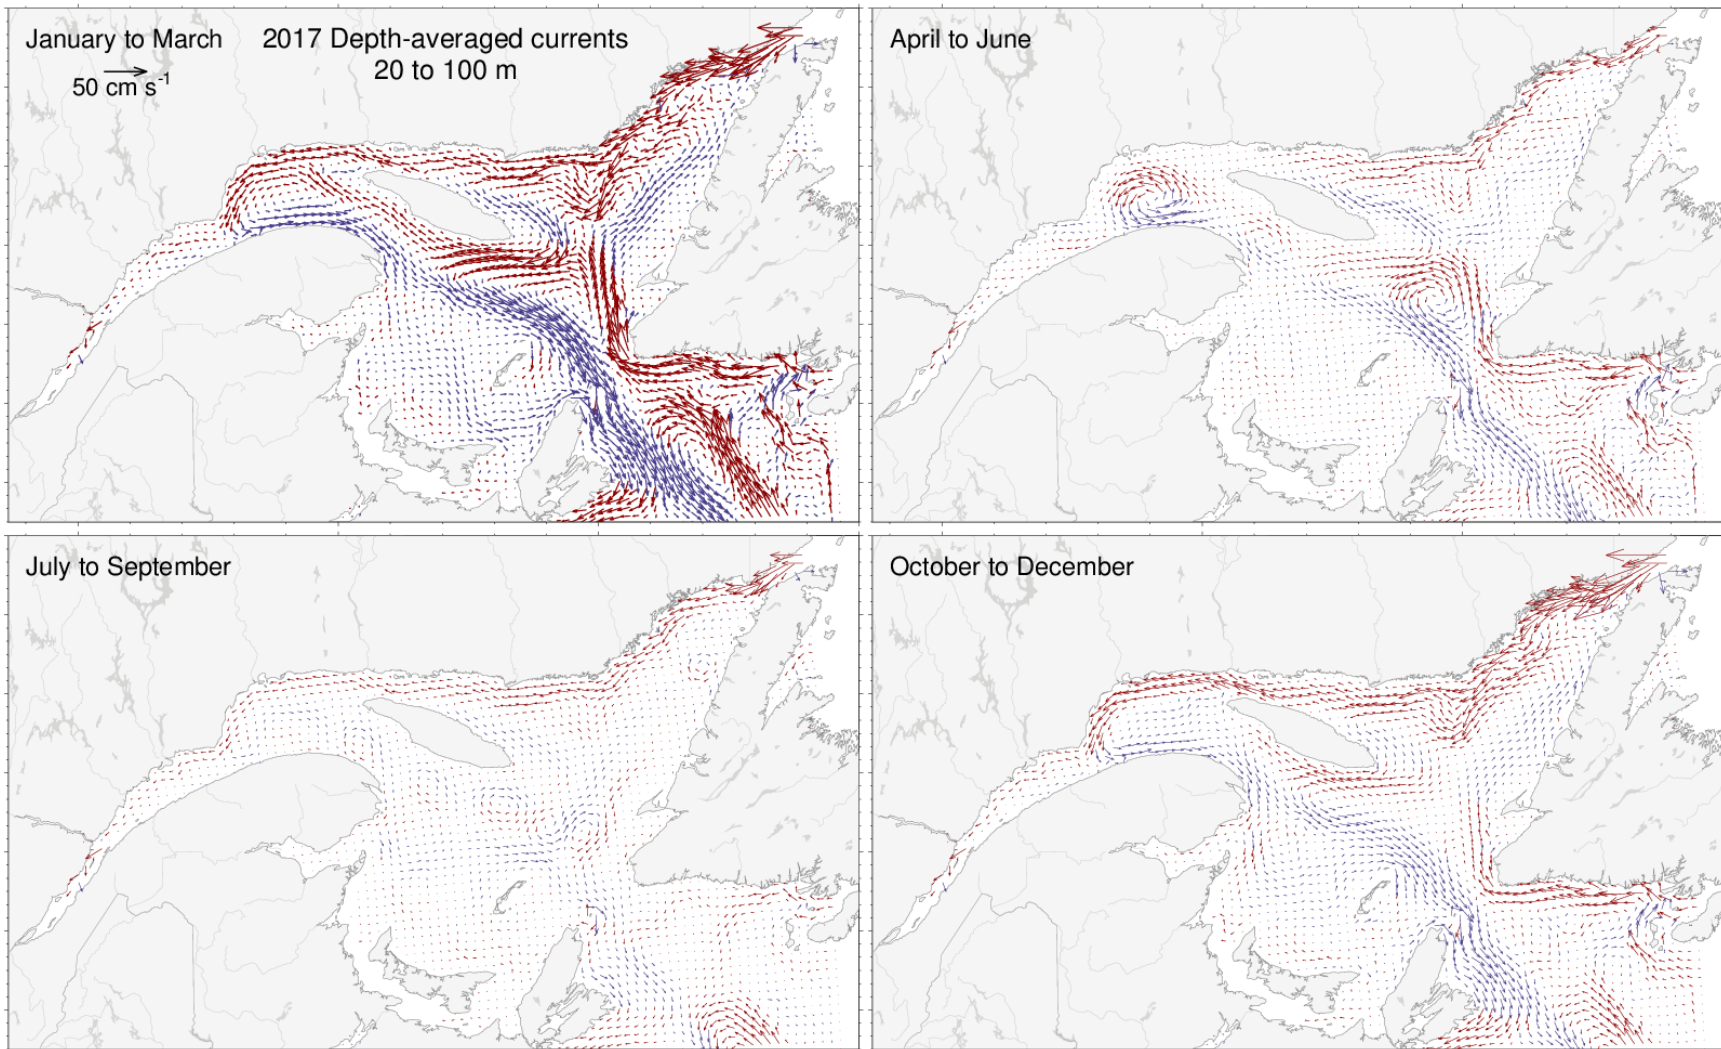 January to March
2017 Depth-averaged currents
20 to 100 m
50 cm s⁻¹
April to June
July to September
October to December